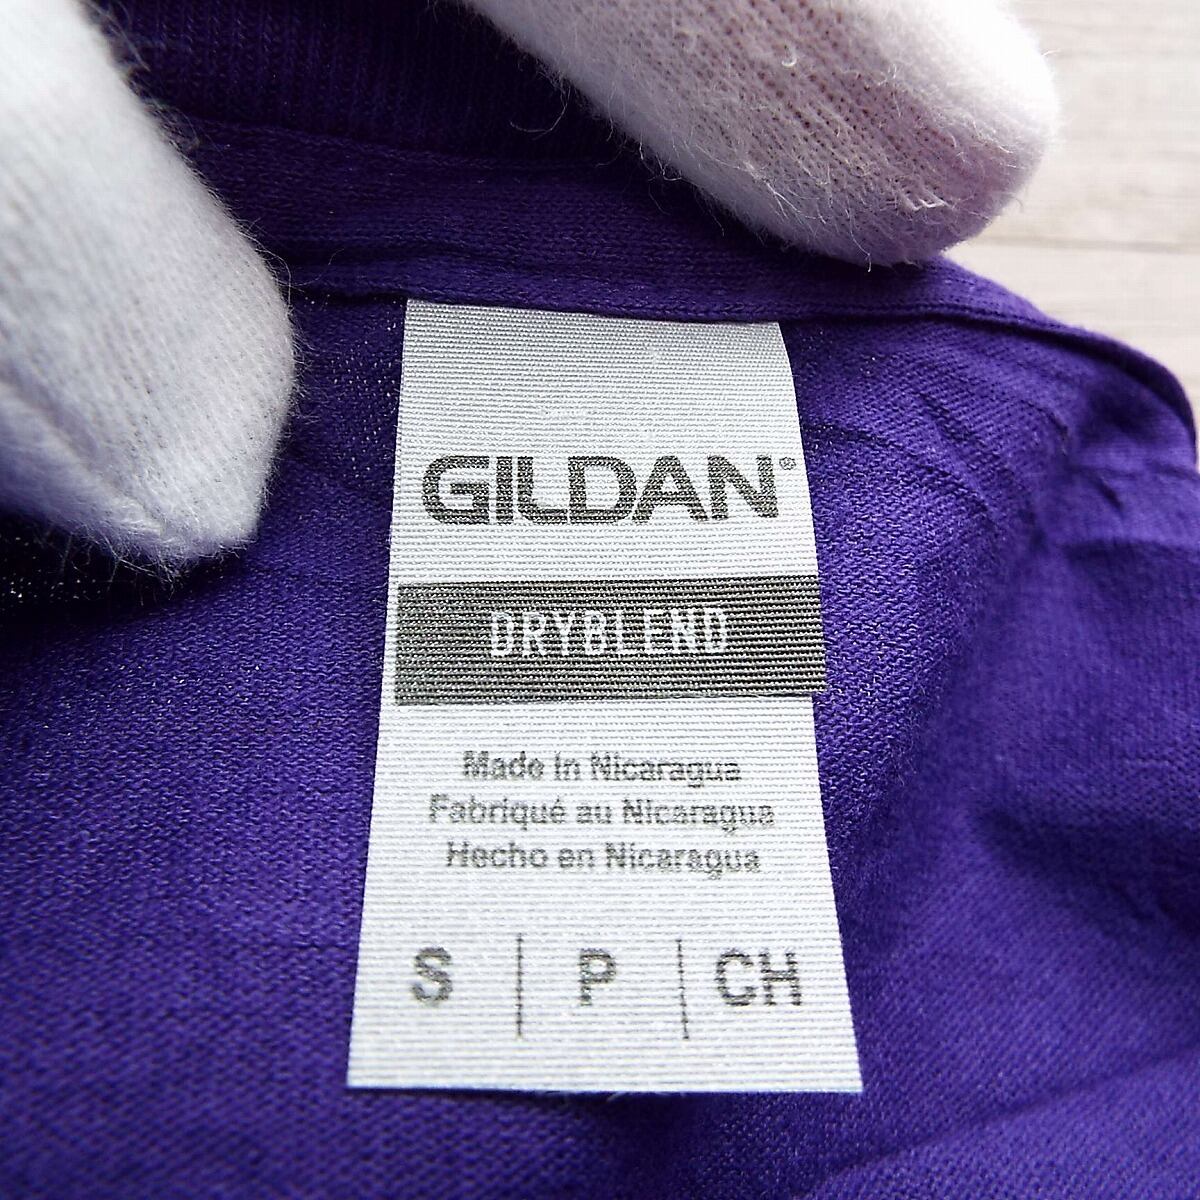 GILDAN®
DRYBLEND
Made in Nicaragua
Fabriqué au Nicaragua
Hecho en Nicaragua
S | P | CH